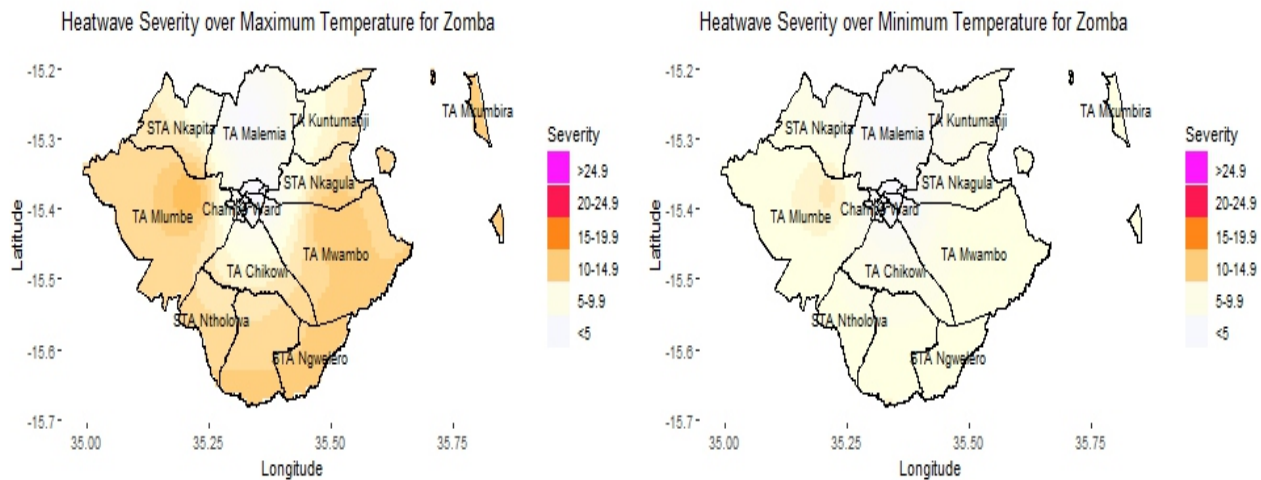 Heatwave Severity over Maximum Temperature for Zomba
-15.2
-15.3
-15.4
-15.5
-15.6
-15.7
Latitude
35.00 35.25 35.50 35.75
Longitude
STA Nkapita
TA Malemia
TA Kuntumanji
TA Mkumbira
STA Nkagula
TA Mlumbe
Ward
TA Mwambo
TA Chikowi
STA Ntholowa
STA Ngwelero
Severity
>24.9
20-24.9
15-19.9
10-14.9
5-9.9
<5
Heatwave Severity over Minimum Temperature for Zomba
-15.2
-15.3
-15.4
-15.5
-15.6
-15.7
Latitude
35.00 35.25 35.50 35.75
Longitude
STA Nkapita
TA Malemia
TA Kuntumanji
TA Mkumbira
STA Nkagula
TA Mlumbe
Ward
TA Mwambo
TA Chikowi
STA Ntholowa
STA Ngwelero
Severity
>24.9
20-24.9
15-19.9
10-14.9
5-9.9
<5